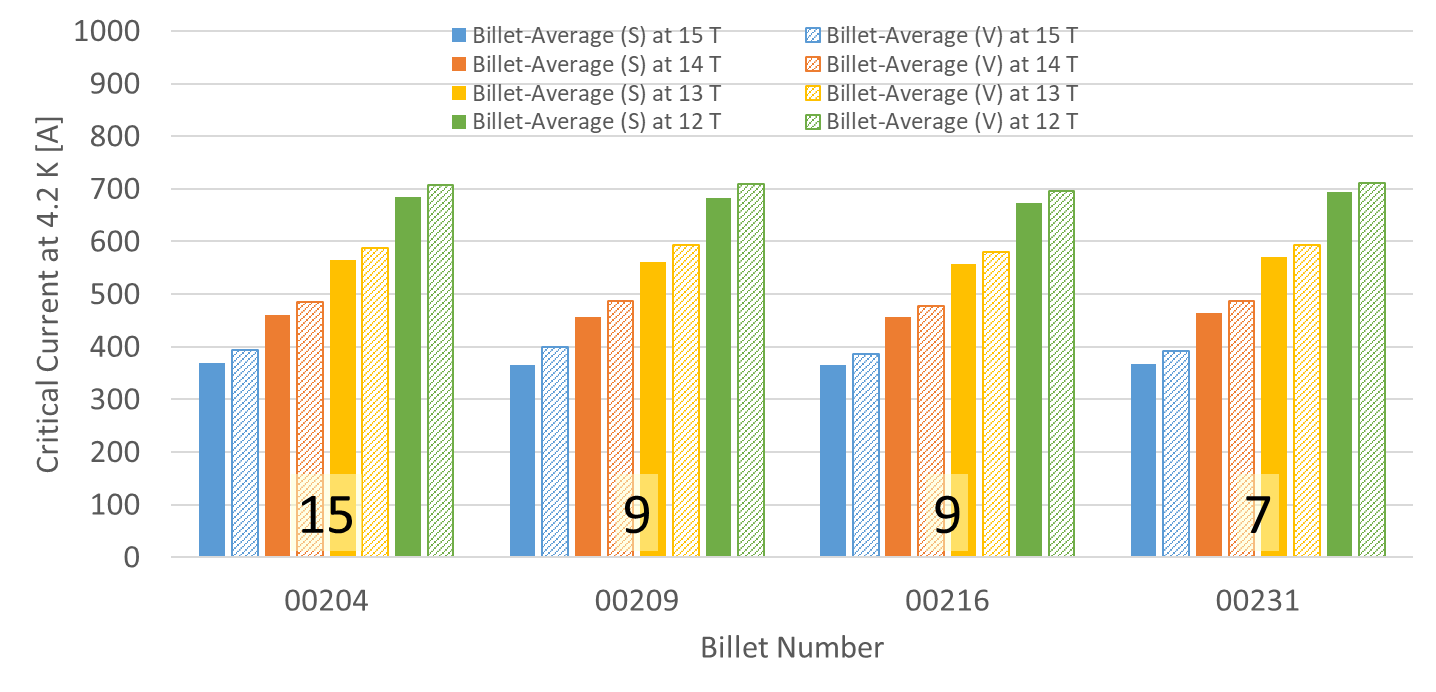 1000
900
800
700
600
500
400
300
200
100
0
Critical Current at 4.2 K [A]
Billet-Average (S) at 15 T
Billet-Average (V) at 15 T
Billet-Average (S) at 14 T
Billet-Average (V) at 14 T
Billet-Average (S) at 13 T
Billet-Average (V) at 13 T
Billet-Average (S) at 12 T
Billet-Average (V) at 12 T
15
9
9
7
00204
00209
00216
00231
Billet Number